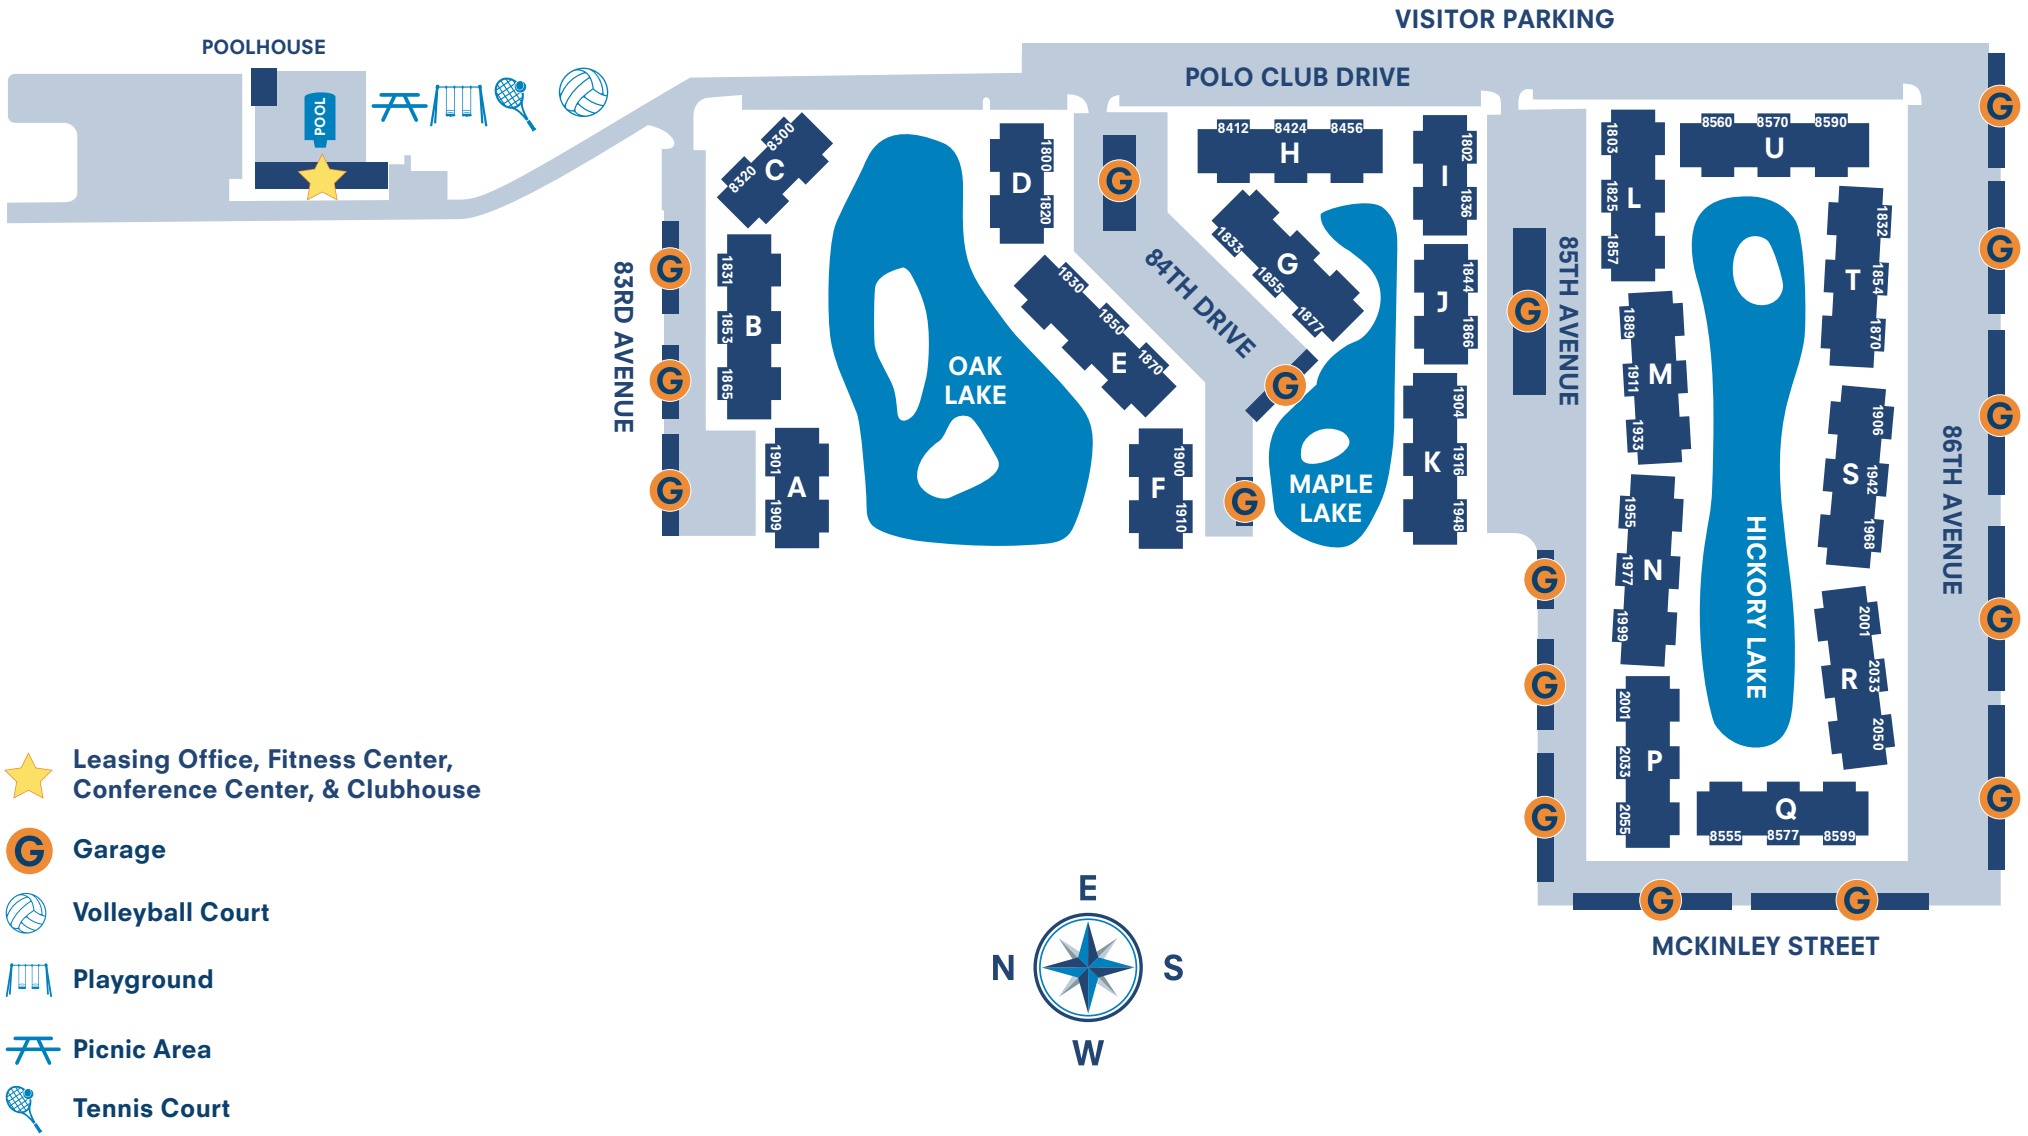 VISITOR PARKING
POOLHOUSE
POLO CLUB DRIVE
POOL
8300
8320
C
1800
D
1820
G
8412
8424
8456
H
1802
I
1836
1803
1825
L
1857
8560
8570
8590
U
G
1832
T
1854
1870
G
83RD AVENUE
G
G
G
1831
1853
B
1865
1901
A
1909
OAK
LAKE
1830
1850
E
1870
84TH DRIVE
1833
G
1855
1877
G
1844
J
1866
G
85TH AVENUE
1889
M
1911
1933
1906
S
1942
1968
86TH AVENUE
G
1900
F
1910
G
MAPLE
LAKE
1904
K
1916
1948
1955
N
1977
1999
HICKORY LAKE
2001
R
2033
2050
G
G
G
G
G
2001
P
2033
2055
Q
8555
8577
8599
G
G
MCKINLEY STREET
Leasing Office, Fitness Center,
Conference Center, & Clubhouse
G
Garage
Volleyball Court
Playground
Picnic Area
Tennis Court
E
N
S
W